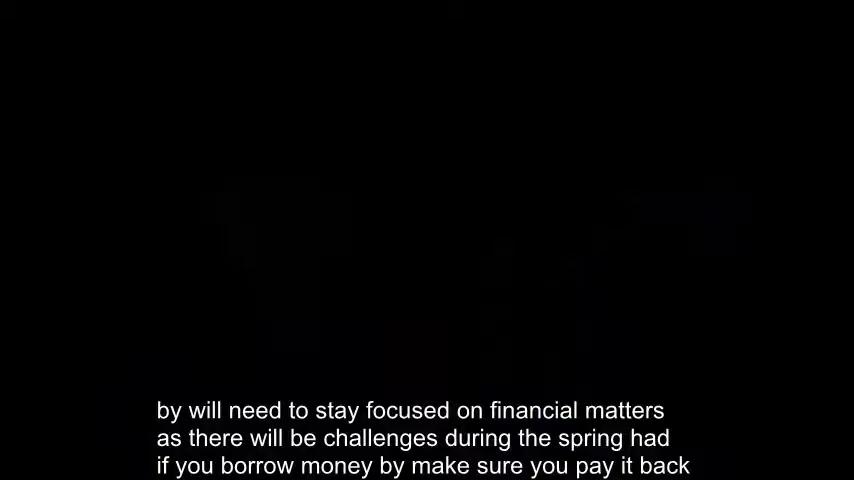 by will need to stay focused on financial matters
as there will be challenges during the spring had
if you borrow money by make sure you pay it back